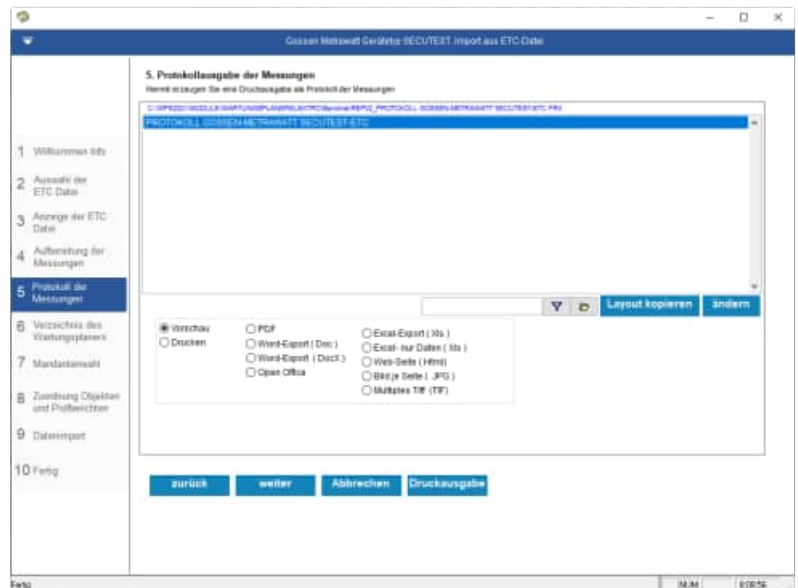 Gossen Metrawatt Gerätetyp SECUTEST Import aus ETC-Datei
5. Protokollausgabe der Messungen
Hiermit erzeugen Sie eine Druckausgabe als Protokoll der Messungen
PROTOKOLL GOSSEN-METRAWATT SECUTEST-ETC
1 Willkommen Info
2 Auswahl der
ETC Datei
3 Anzeige der ETC
Datei
4 Aufbereitung der
Messungen
5 Protokoll der
Messungen
6 Verzeichnis des
Wartungsplaners
7 Mandantenwahl
8 Zuordnung Objekten
und Prüfberichten
9 Datenimport
10 Fertig
Layout kopieren
ändern
Vorschau
Drucken
PDF
Word-Export ( Doc )
Word-Export ( DocX )
Open Office
Excel-Export ( Xls )
Excel- nur Daten ( Xls )
Web-Seite ( Html)
Bild je Seite ( JPG )
Multiples Tiff (TIF)
zurück
weiter
Abbrechen
Druckausgabe
Fertig
NUM